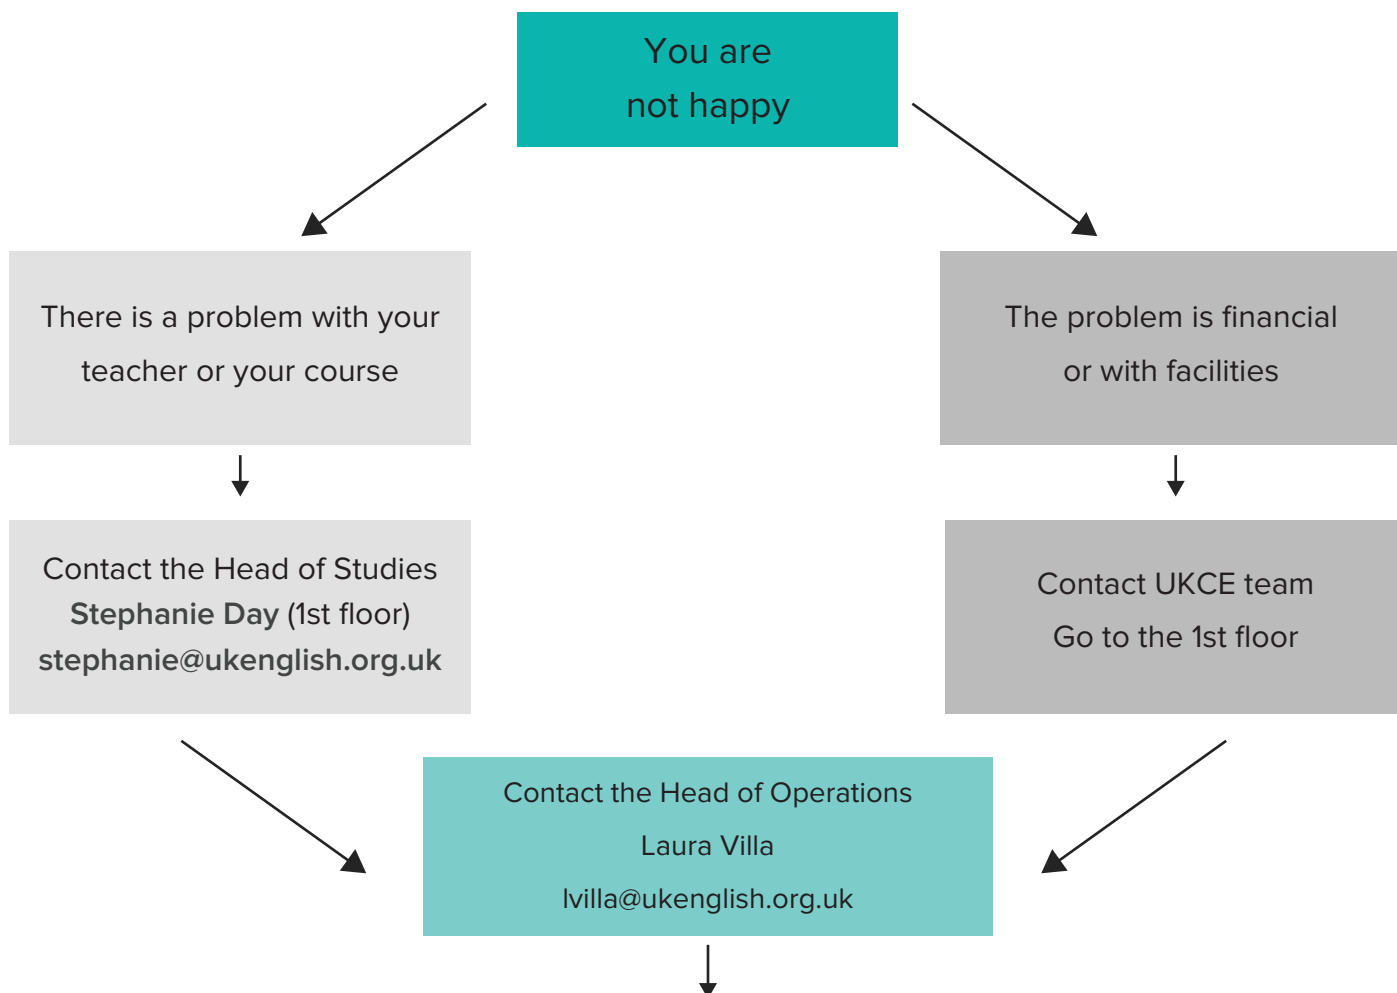 You are
not happy
There is a problem with your
teacher or your course
The problem is financial
or with facilities
Contact the Head of Studies
Stephanie Day (1st floor)
stephanie@ukenglish.org.uk
Contact UKCE team
Go to the 1st floor
Contact the Head of Operations
Laura Villa
lvilla@ukenglish.org.uk